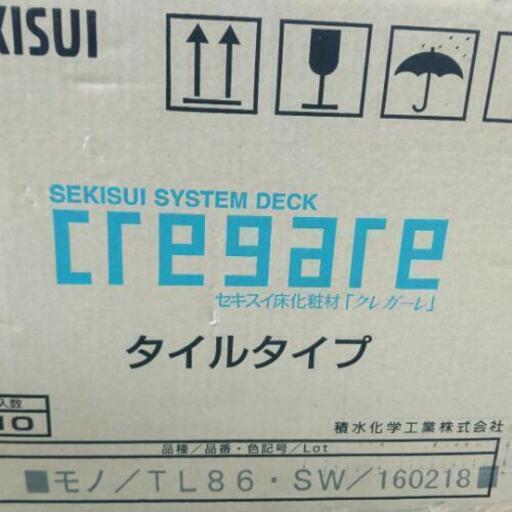 KISUI
SEKISUI SYSTEM DECK
cregare
セキスイ床化粧材「クレガーレ」
タイルタイプ
入数
10
積水化学工業株式会社
品種/品番・色記号/Lot
■モノ/TL86・SW/160218■